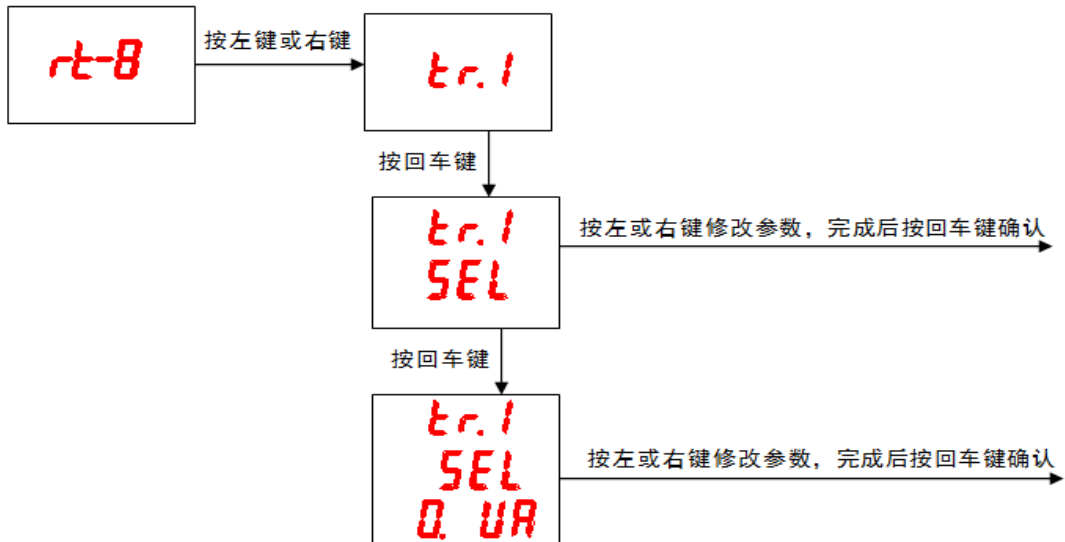 rt-8
按左键或右键
tr.1
按回车键
tr.1
SEL
按左或右键修改参数，完成后按回车键确认
按回车键
tr.1
SEL
0. UA
按左或右键修改参数，完成后按回车键确认